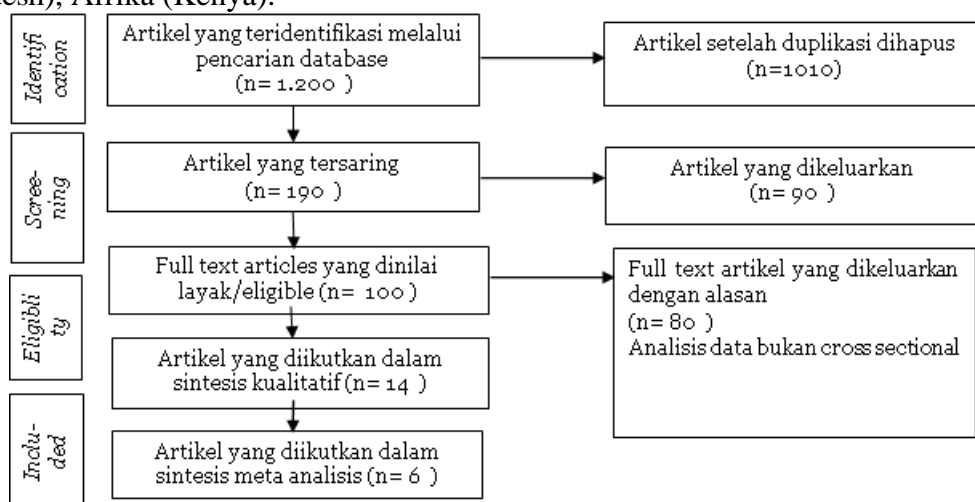 Afrika (Kenya).
Identifi
cation
Artikel yang teridentifikasi melalui
pencarian database
(n= 1.200 )
Artikel setelah duplikasi dihapus
(n=1010)
Scree-
ning
Artikel yang tersaring
(n= 190 )
Artikel yang dikeluarkan
(n= 90 )
Eligibli
ty
Full text articles yang dinilai
layak/eligible (n= 100 )
Full text artikel yang dikeluarkan
dengan alasan
(n= 80 )
Analisis data bukan cross sectional
Artikel yang diikutkan dalam
sintesis kualitatif (n= 14 )
Inclu-
ded
Artikel yang diikutkan dalam
sintesis meta analisis (n= 6 )